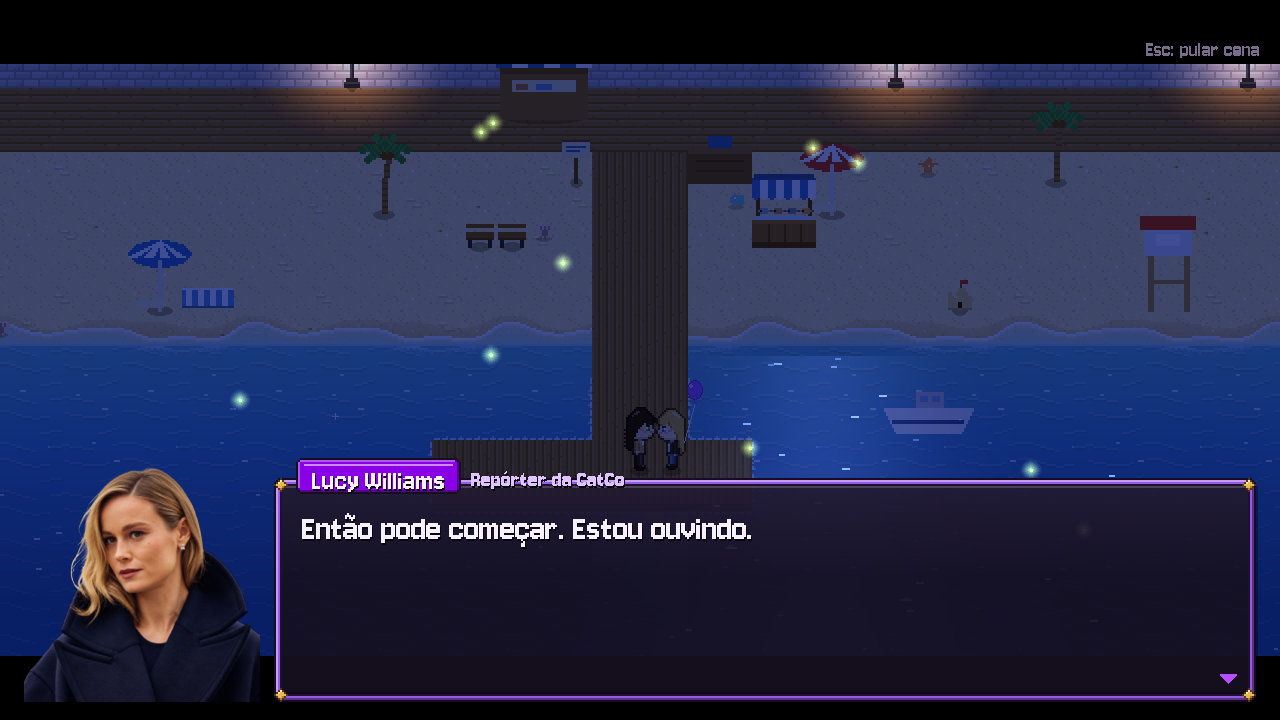 Esc: pular cena
Lucy Williams
Repórter da CatCo
Então pode começar. Estou ouvindo.